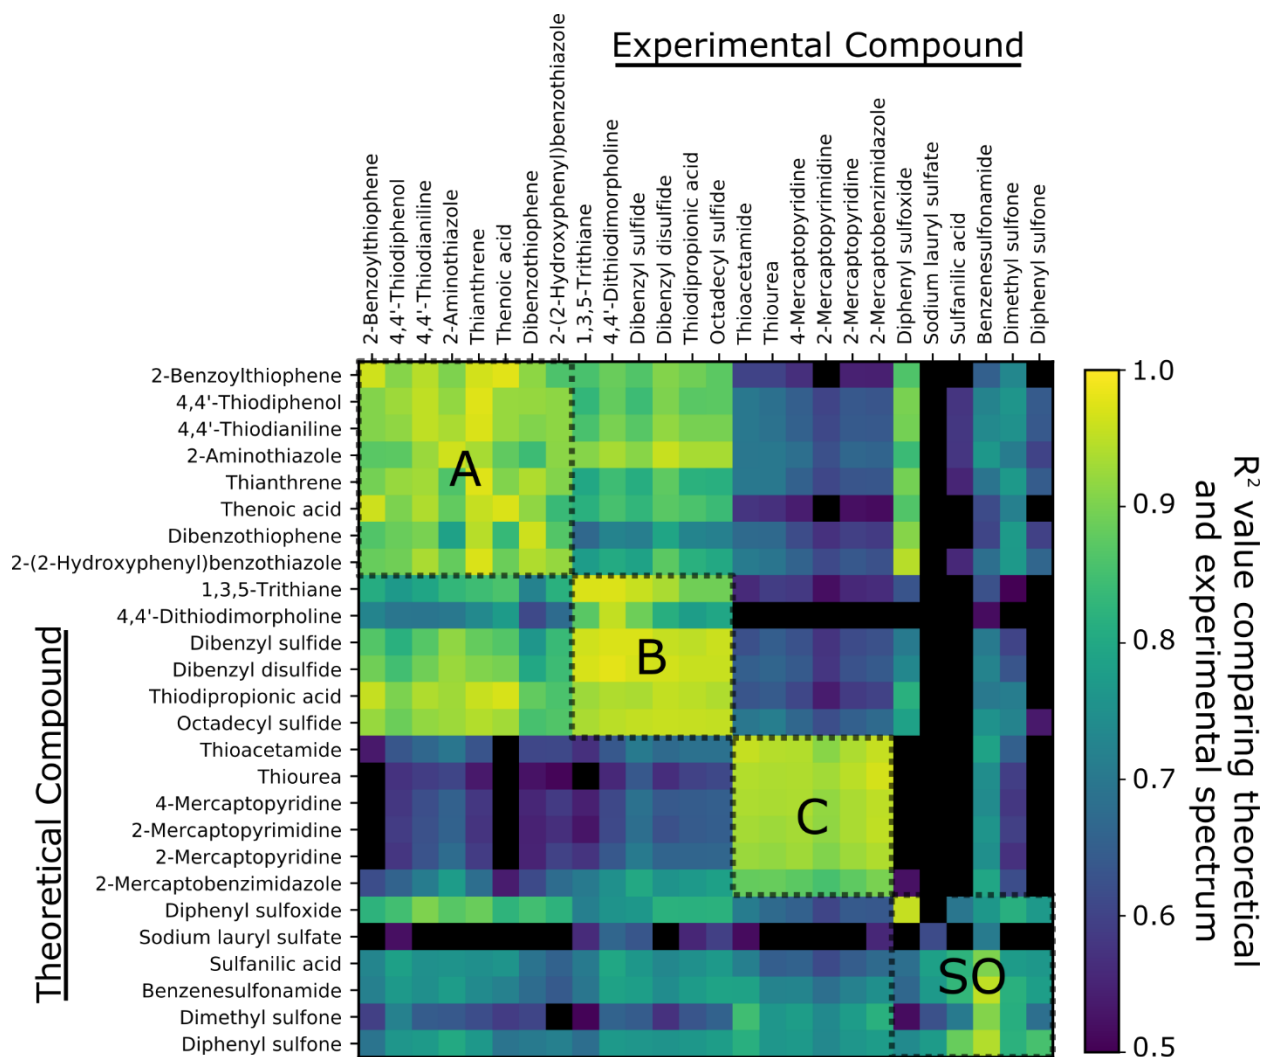 Experimental Compound
2-Benzoylthiophene
4,4'-Thiodiphenol
4,4'-Thiodianiline
2-Aminothiazole
Thianthrene
Thenoic acid
Dibenzothiophene
2-(2-Hydroxyphenyl)benzothiazole
1,3,5-Trithiane
4,4'-Dithiodimorpholine
Dibenzyl sulfide
Dibenzyl disulfide
Thiodipropionic acid
Octadecyl sulfide
Thioacetamide
Thiourea
4-Mercaptopyridine
2-Mercaptopyrimidine
2-Mercaptopyridine
2-Mercaptobenzimidazole
Diphenyl sulfoxide
Sodium lauryl sulfate
Sulfanilic acid
Benzenesulfonamide
Dimethyl sulfone
Diphenyl sulfone
Theoretical Compound
2-Benzoylthiophene
4,4'-Thiodiphenol
4,4'-Thiodianiline
2-Aminothiazole
Thianthrene
Thenoic acid
Dibenzothiophene
2-(2-Hydroxyphenyl)benzothiazole
1,3,5-Trithiane
4,4'-Dithiodimorpholine
Dibenzyl sulfide
Dibenzyl disulfide
Thiodipropionic acid
Octadecyl sulfide
Thioacetamide
Thiourea
4-Mercaptopyridine
2-Mercaptopyrimidine
2-Mercaptopyridine
2-Mercaptobenzimidazole
Diphenyl sulfoxide
Sodium lauryl sulfate
Sulfanilic acid
Benzenesulfonamide
Dimethyl sulfone
Diphenyl sulfone
A
B
C
SO
1.0
0.9
0.8
0.7
0.6
0.5
R² value comparing theoretical
and experimental spectrum